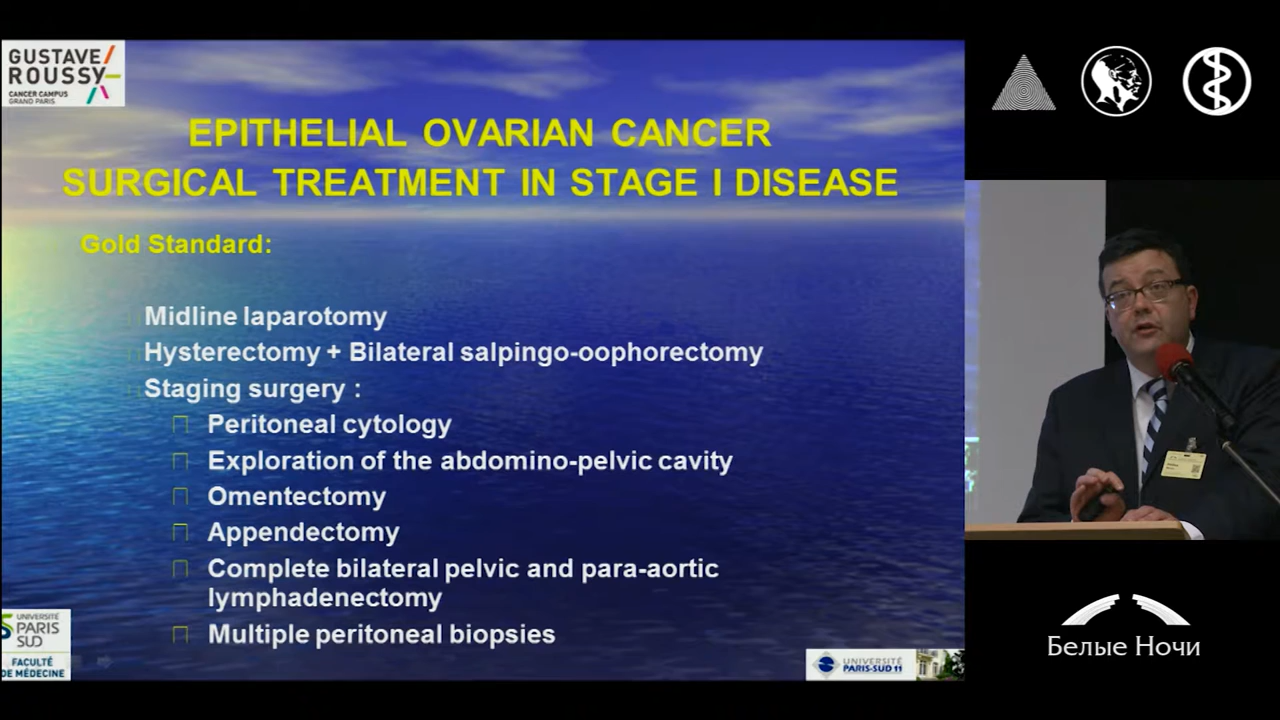 GUSTAVE
ROUSSY
CANCER CAMPUS
GRAND PARIS
EPITHELIAL OVARIAN CANCER
SURGICAL TREATMENT IN STAGE I DISEASE
Gold Standard:
Midline laparotomy
Hysterectomy + Bilateral salpingo-oophorectomy
Staging surgery :
Peritoneal cytology
Exploration of the abdomino-pelvic cavity
Omentectomy
Appendectomy
Complete bilateral pelvic and para-aortic
lymphadenectomy
Multiple peritoneal biopsies
UNIVERSITÉ
PARIS
SUD
FACULTÉ
DE MÉDECINE
UNIVERSITÉ
PARIS-SUD 11
Белые Ночи